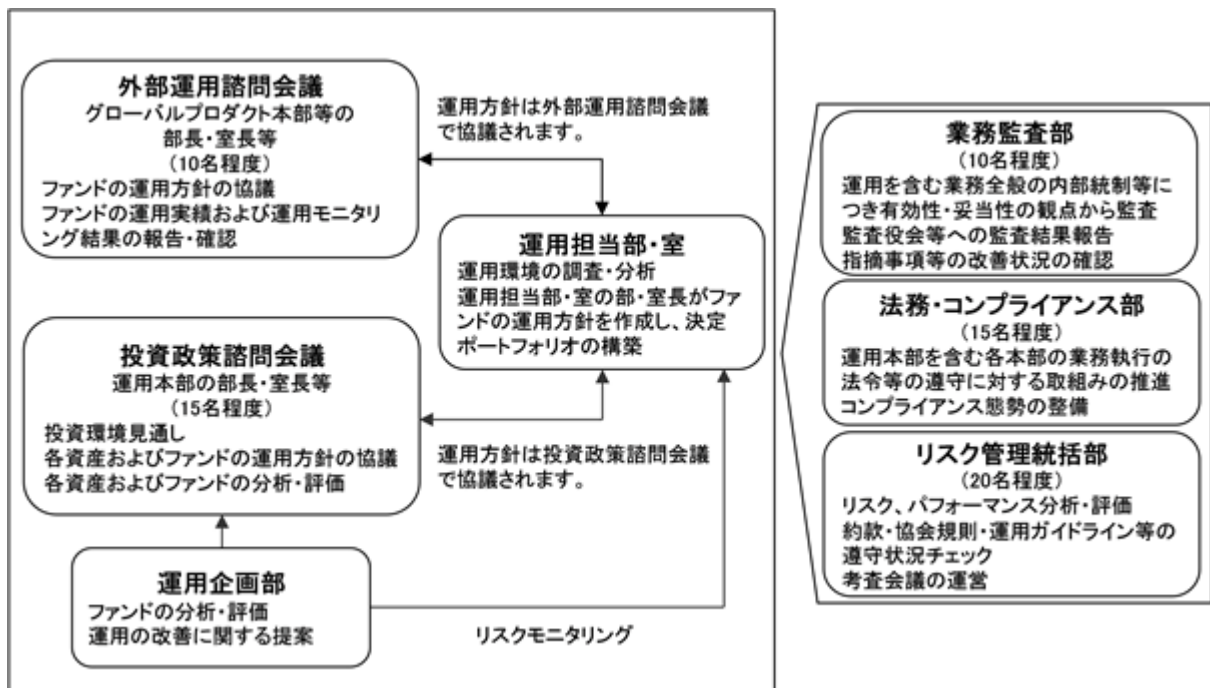 外部運用諮問会議
グローバルプロダクト本部等の
部長・室長等
(10名程度)
ファンドの運用方針の協議
ファンドの運用実績および運用モニタリ
ング結果の報告・確認
運用方針は外部運用諮問会議
で協議されます。
運用担当部・室
運用環境の調査・分析
運用担当部・室の部・室長がファ
ンドの運用方針を作成し、決定
ポートフォリオの構築
投資政策諮問会議
運用本部の部長・室長等
(15名程度)
投資環境見通し
各資産およびファンドの運用方針の協議
各資産およびファンドの分析・評価
運用方針は投資政策諮問会議
で協議されます。
運用企画部
ファンドの分析・評価
運用の改善に関する提案
リスクモニタリング
業務監査部
(10名程度)
運用を含む業務全般の内部統制等に
つき有効性・妥当性の観点から監査
監査役会等への監査結果報告
指摘事項等の改善状況の確認
法務・コンプライアンス部
(15名程度)
運用本部を含む各本部の業務執行の
法令等の遵守に対する取組みの推進
コンプライアンス態勢の整備
リスク管理統括部
(20名程度)
リスク、パフォーマンス分析・評価
約款・協会規則・運用ガイドライン等の
遵守状況チェック
考査会議の運営